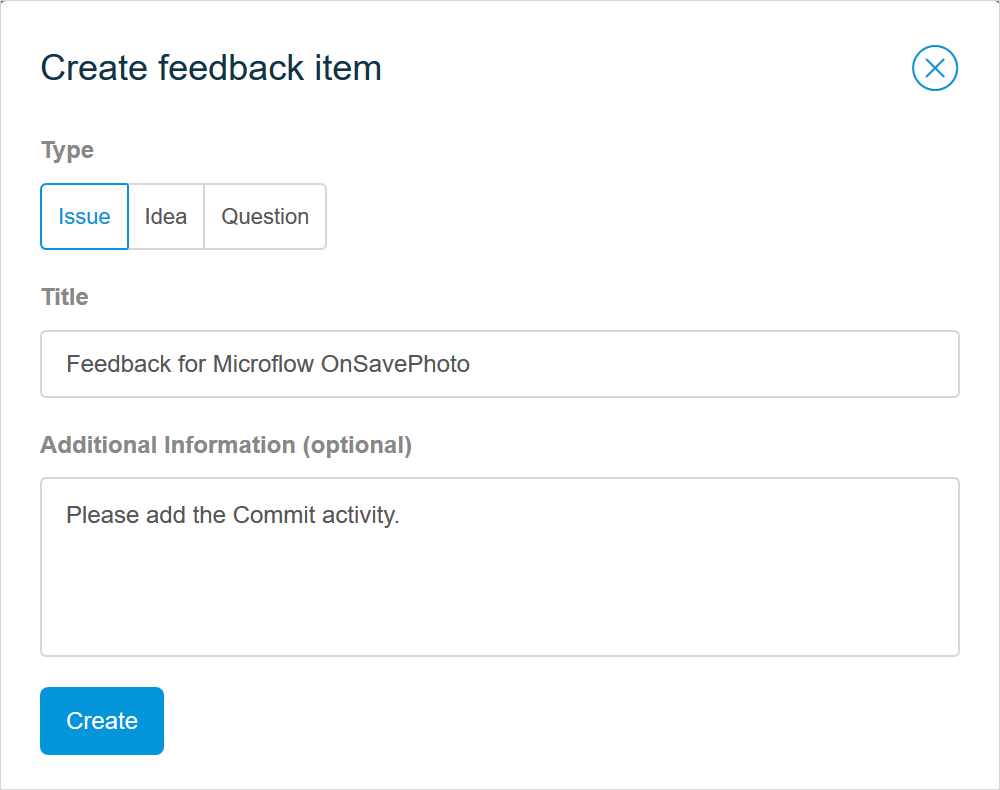 Create feedback item
Type
Issue Idea Question
Title
Feedback for Microflow OnSavePhoto
Additional Information (optional)
Please add the Commit activity.
Create